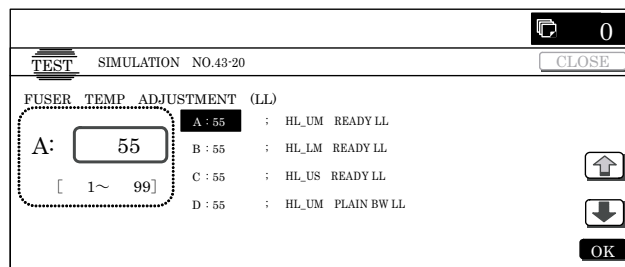 0
TEST SIMULATION NO.43-20 CLOSE
FUSER TEMP ADJUSTMENT (LL)
A: 55
[ 1~ 99]
A : 55 ; HL_UM READY LL
B : 55 ; HL_LM READY LL
C : 55 ; HL_US READY LL
D : 55 ; HL_UM PLAIN BW LL
OK